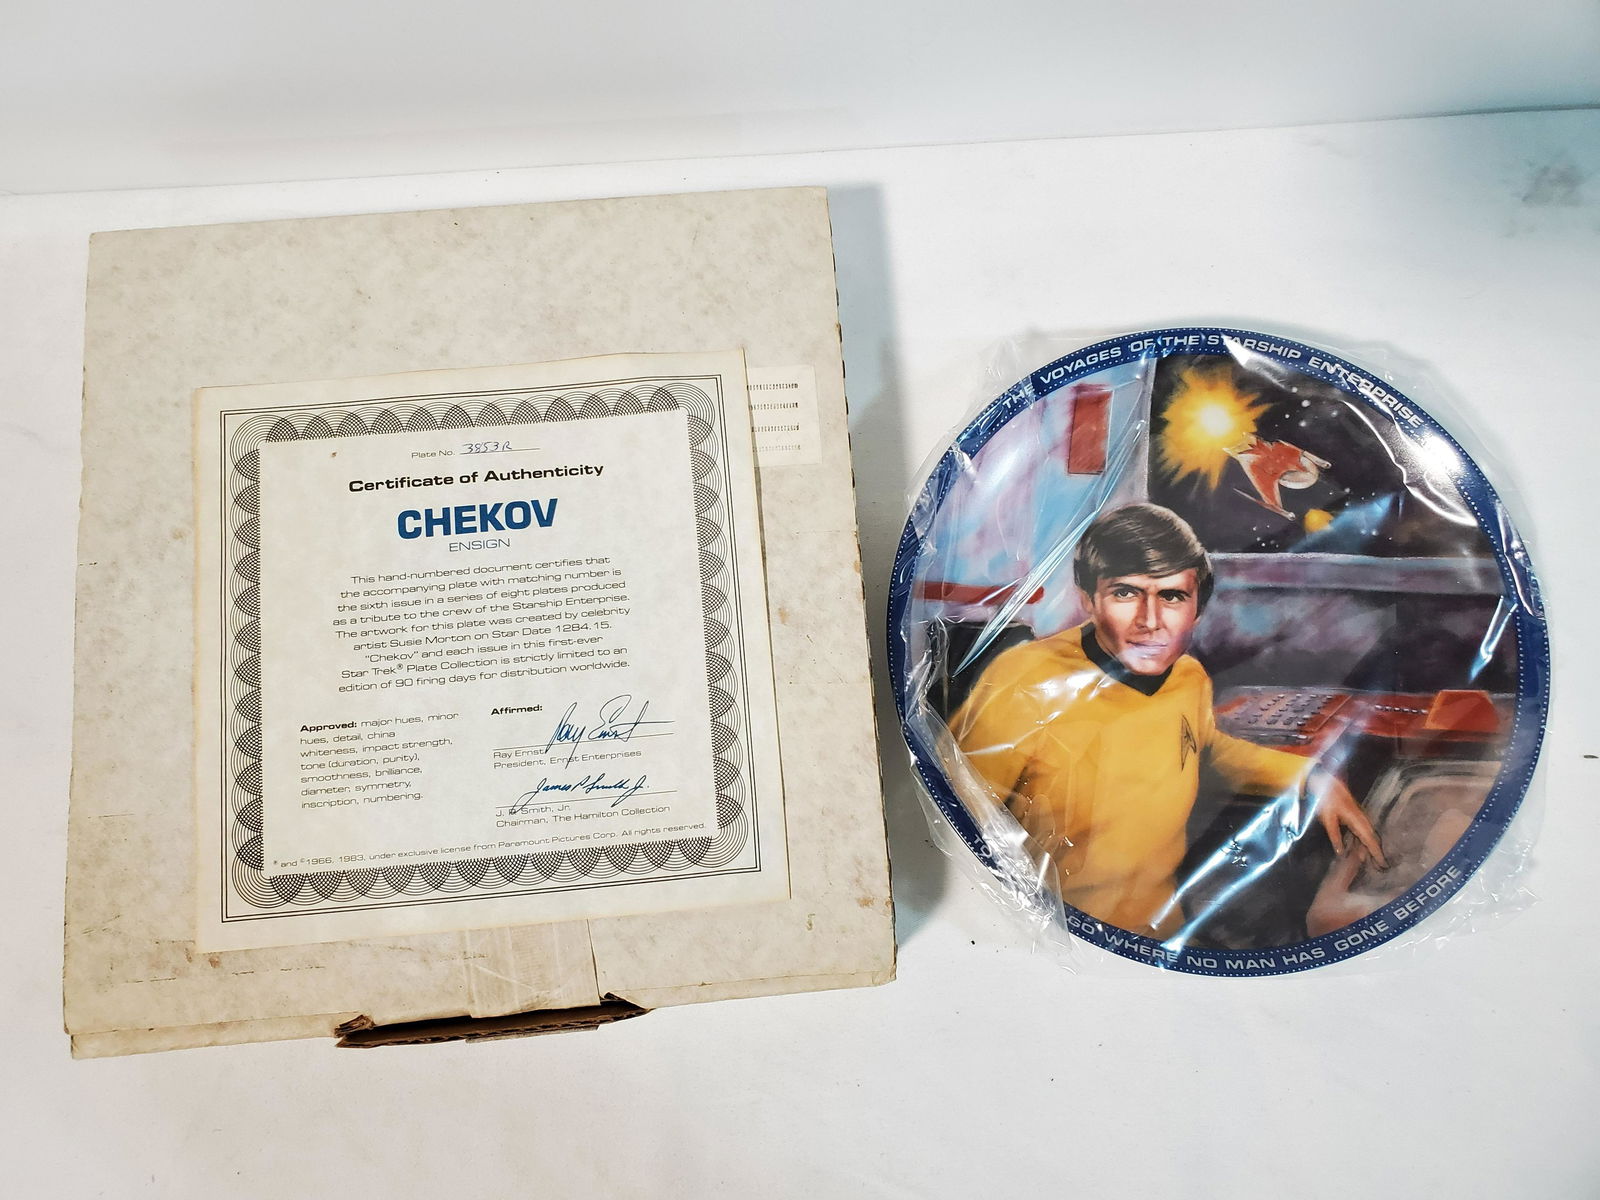 Plate No. 3853R
Certificate of Authenticity
CHEKOV
ENSIGN
This hand-numbered document certifies that
the accompanying plate with matching number is
the sixth issue in a series of eight plates produced
as a tribute to the crew of the Starship Enterprise.
The artwork for this plate was created by celebrity
artist Susie Morton on Star Date 1284.15.
"Chekov" and each issue in this first-ever
Star Trek® Plate Collection is strictly limited to an
edition of 90 firing days for distribution worldwide.
Approved: major hues, minor
hues, detail, china
whiteness, impact strength,
tone (duration, purity),
smoothness, brilliance,
diameter, symmetry,
inscription, numbering.
Affirmed:
Ray Ernst
Ray Ernst
President, Ernst Enterprises
James P. Smith Jr.
J. P. Smith, Jr.
Chairman, The Hamilton Collection
® and ©1966, 1983, under exclusive license from Paramount Pictures Corp. All rights reserved.
THE VOYAGES OF THE STARSHIP ENTERPRISE
TO GO WHERE NO MAN HAS GONE BEFORE